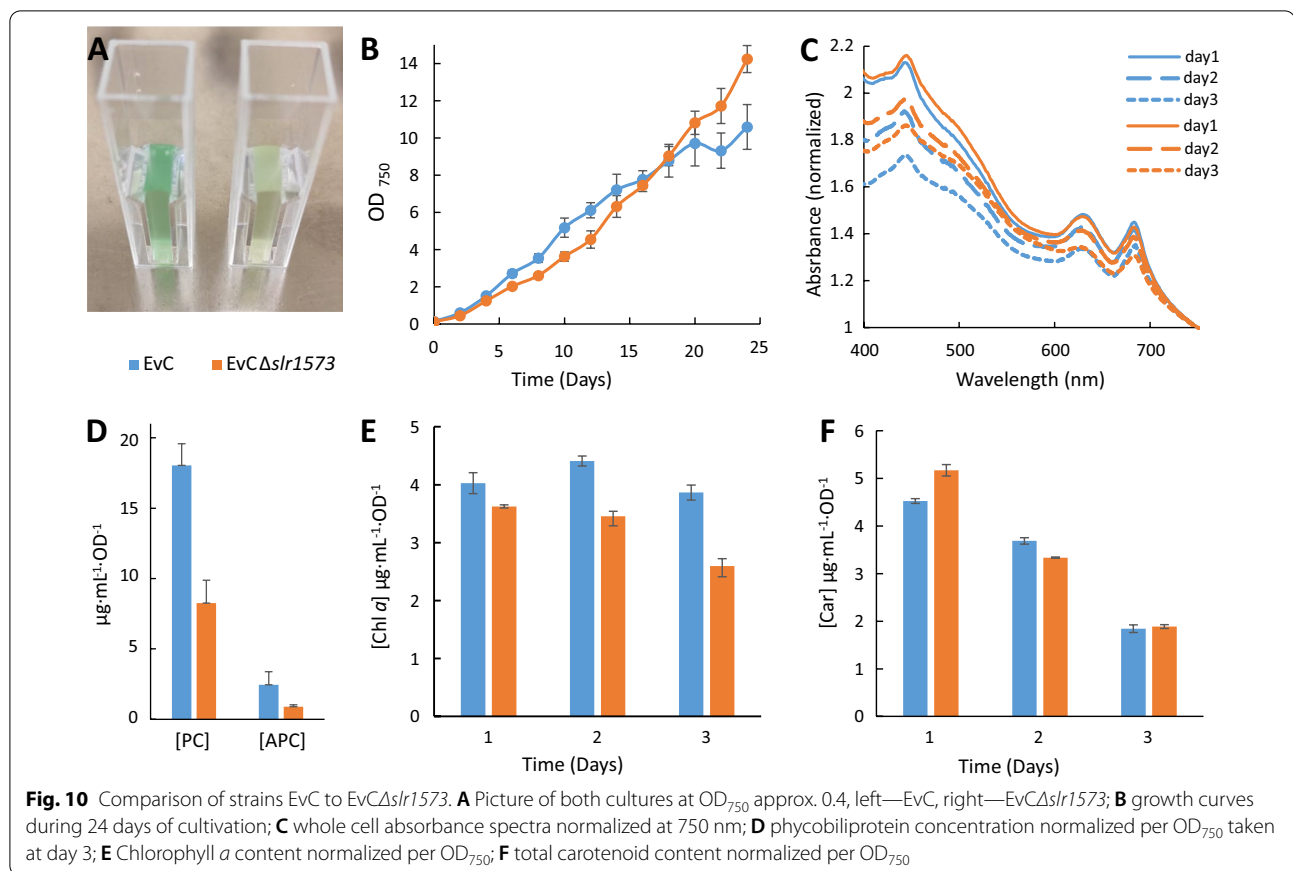 A
B
14
12
10
8
6
4
2
0
OD750
0 5 10 15 20 25
Time (Days)
C
2.2
2
1.8
1.6
1.4
1.2
1
Absrbance (normalized)
400 500 600 700
Wavelength (nm)
day1
day2
day3
day1
day2
day3
EvC EvCΔslr1573
D
20
15
10
5
0
µg·mL-1·OD-1
[PC] [APC]
E
5
4
3
2
1
0
[Chl a] µg·mL-1·OD-1
1 2 3
Time (Days)
F
6
5
4
3
2
1
0
[Car] µg·mL-1·OD-1
1 2 3
Time (Days)
Fig. 10 Comparison of strains EvC to EvCΔslr1573. A Picture of both cultures at OD750 approx. 0.4, left—EvC, right—EvCΔslr1573; B growth curves
during 24 days of cultivation; C whole cell absorbance spectra normalized at 750 nm; D phycobiliprotein concentration normalized per OD750 taken
at day 3; E Chlorophyll a content normalized per OD750; F total carotenoid content normalized per OD750